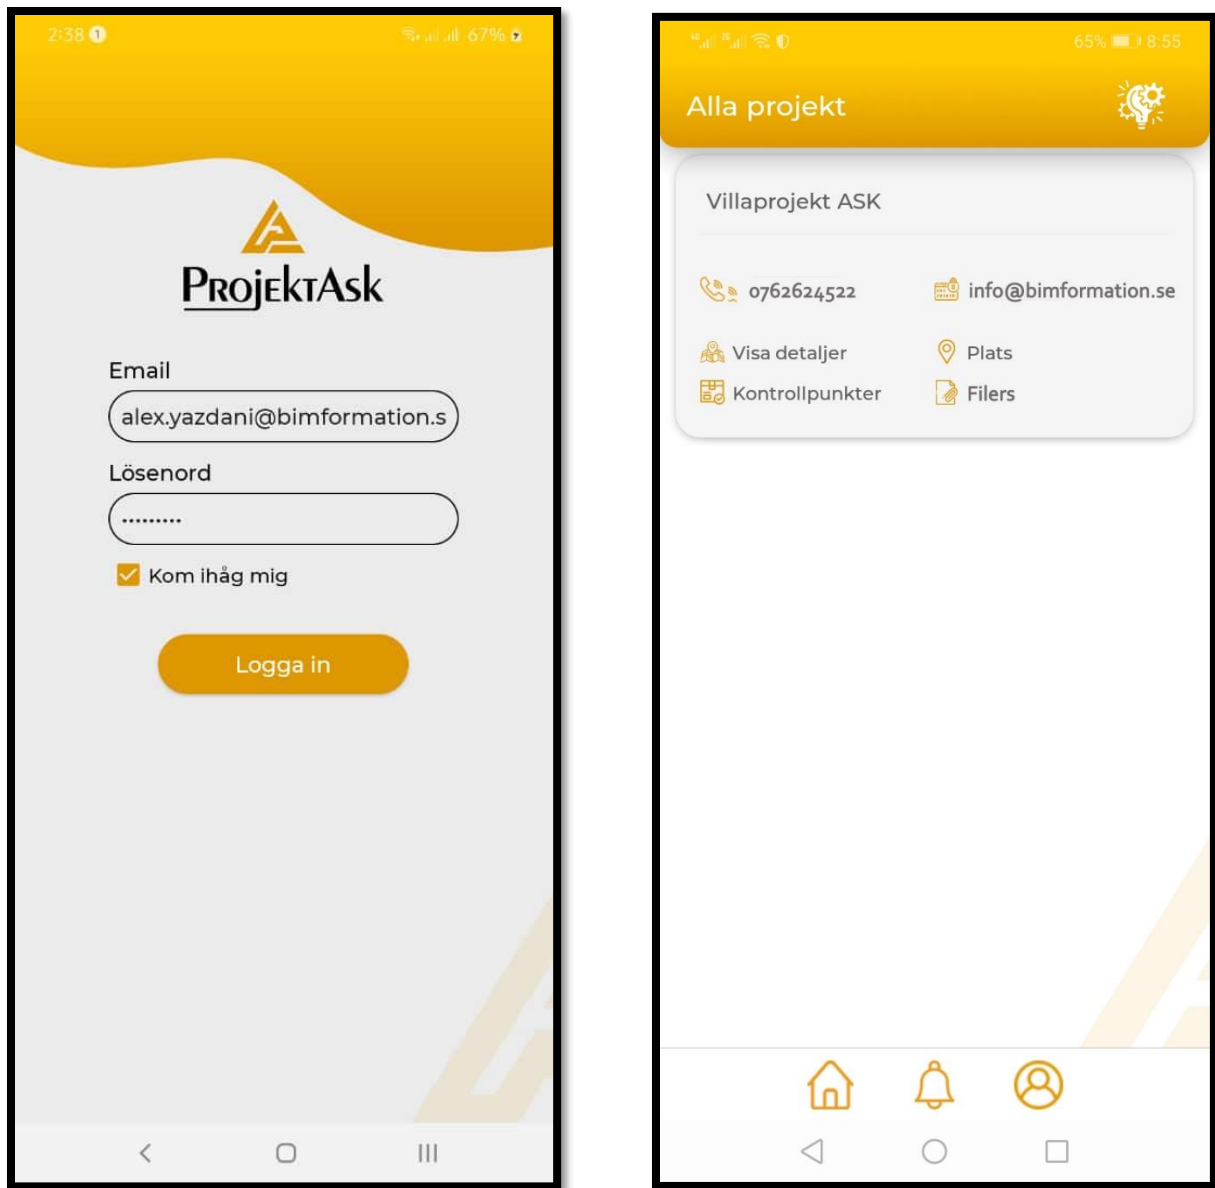 2:38 1
67%
ProjektAsk
Email
alex.yazdani@bimformation.s
Lösenord
.........
Kom ihåg mig
Logga in
65% 8:55
Alla projekt
Villaprojekt ASK
0762624522 info@bimformation.se
Visa detaljer Plats
Kontrollpunkter Filers